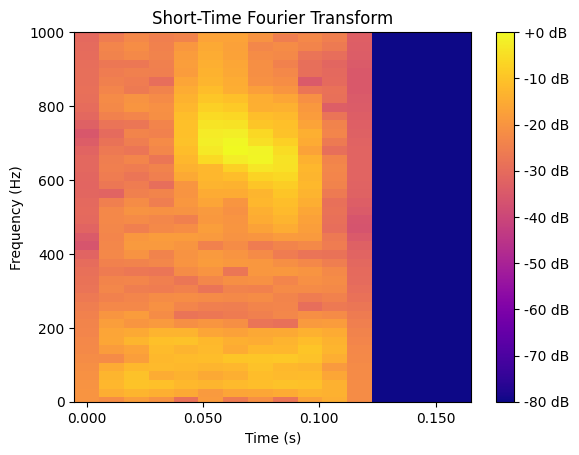 Short-Time Fourier Transform
1000
800
600
400
200
0
Frequency (Hz)
0.000
0.050
0.100
0.150
Time (s)
+0 dB
-10 dB
-20 dB
-30 dB
-40 dB
-50 dB
-60 dB
-70 dB
-80 dB